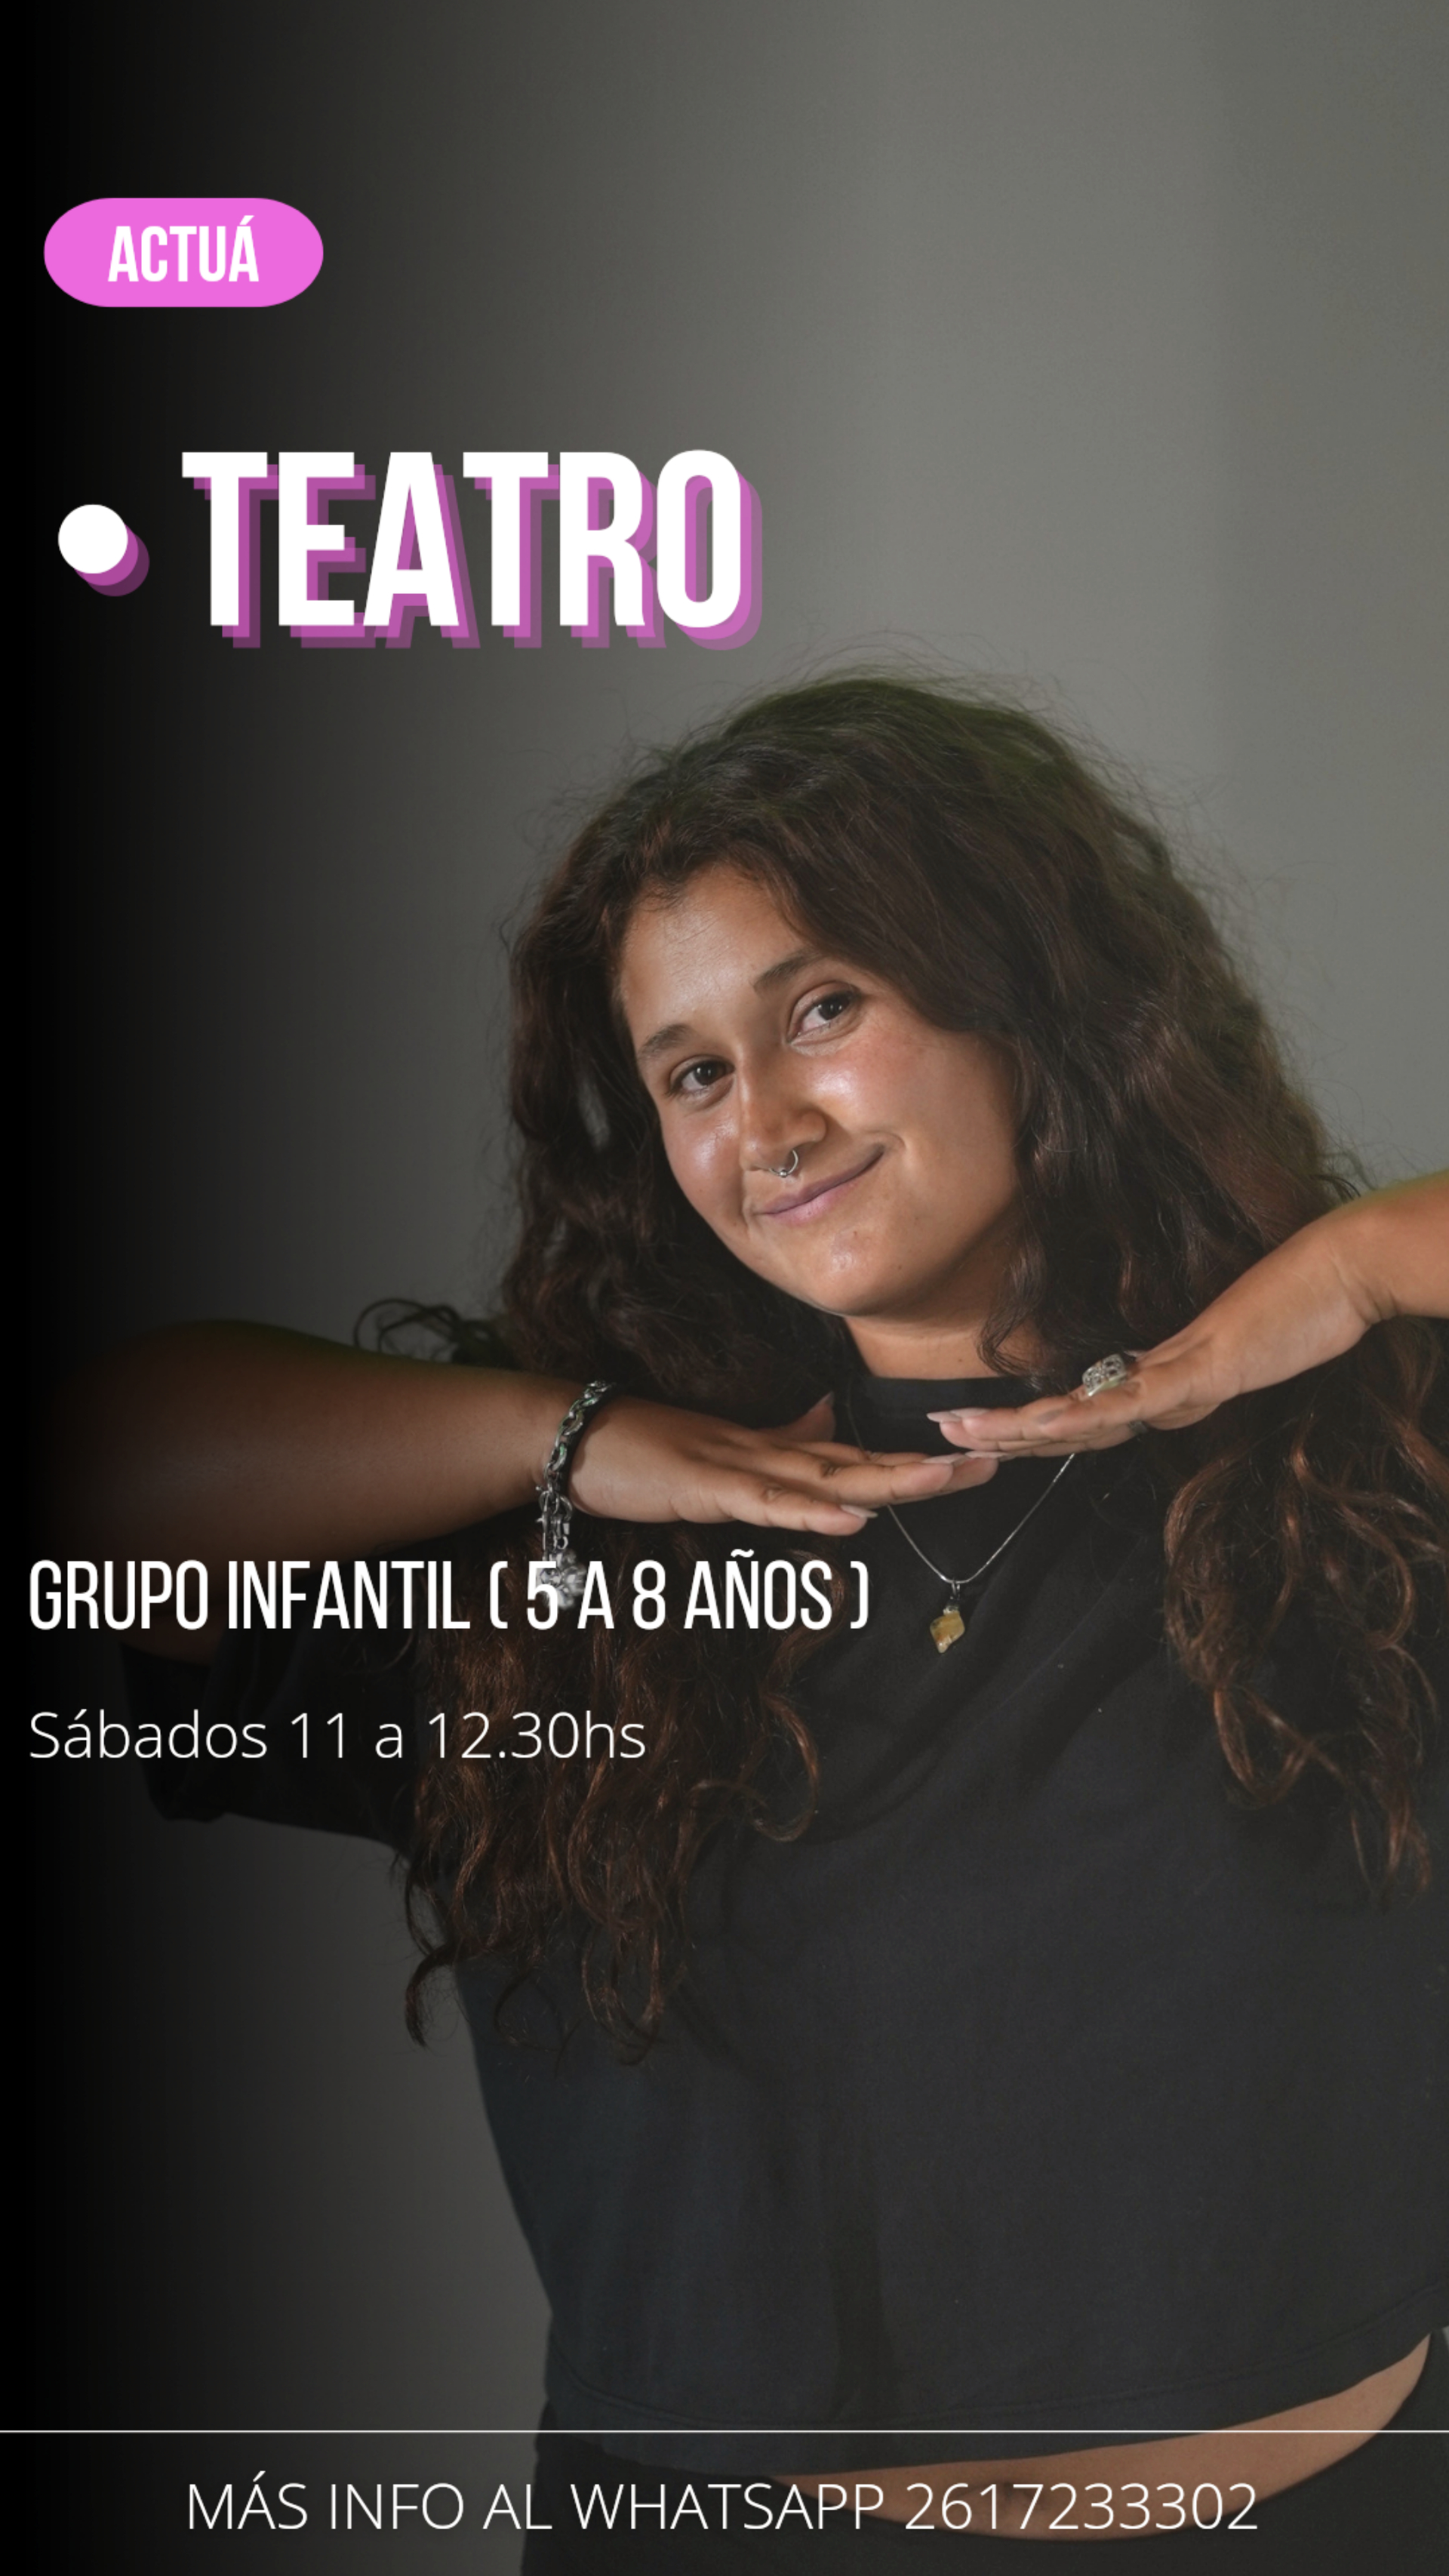 ACTUÁ
• TEATRO
GRUPO INFANTIL ( 5 A 8 AÑOS )
Sábados 11 a 12.30hs
MÁS INFO AL WHATSAPP 2617233302